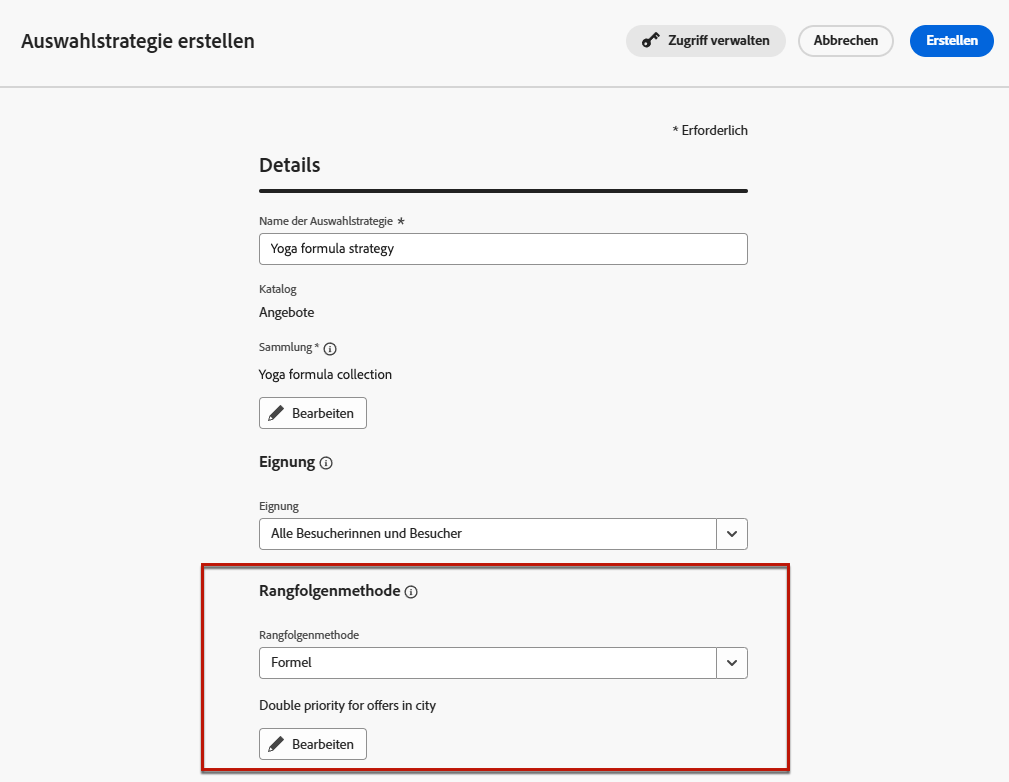 Auswahlstrategie erstellen
Zugriff verwalten
Abbrechen
Erstellen
* Erforderlich
Details
Name der Auswahlstrategie *
Yoga formula strategy
Katalog
Angebote
Sammlung *
Yoga formula collection
Bearbeiten
Eignung
Eignung
Alle Besucherinnen und Besucher
Rangfolgenmethode
Rangfolgenmethode
Formel
Double priority for offers in city
Bearbeiten